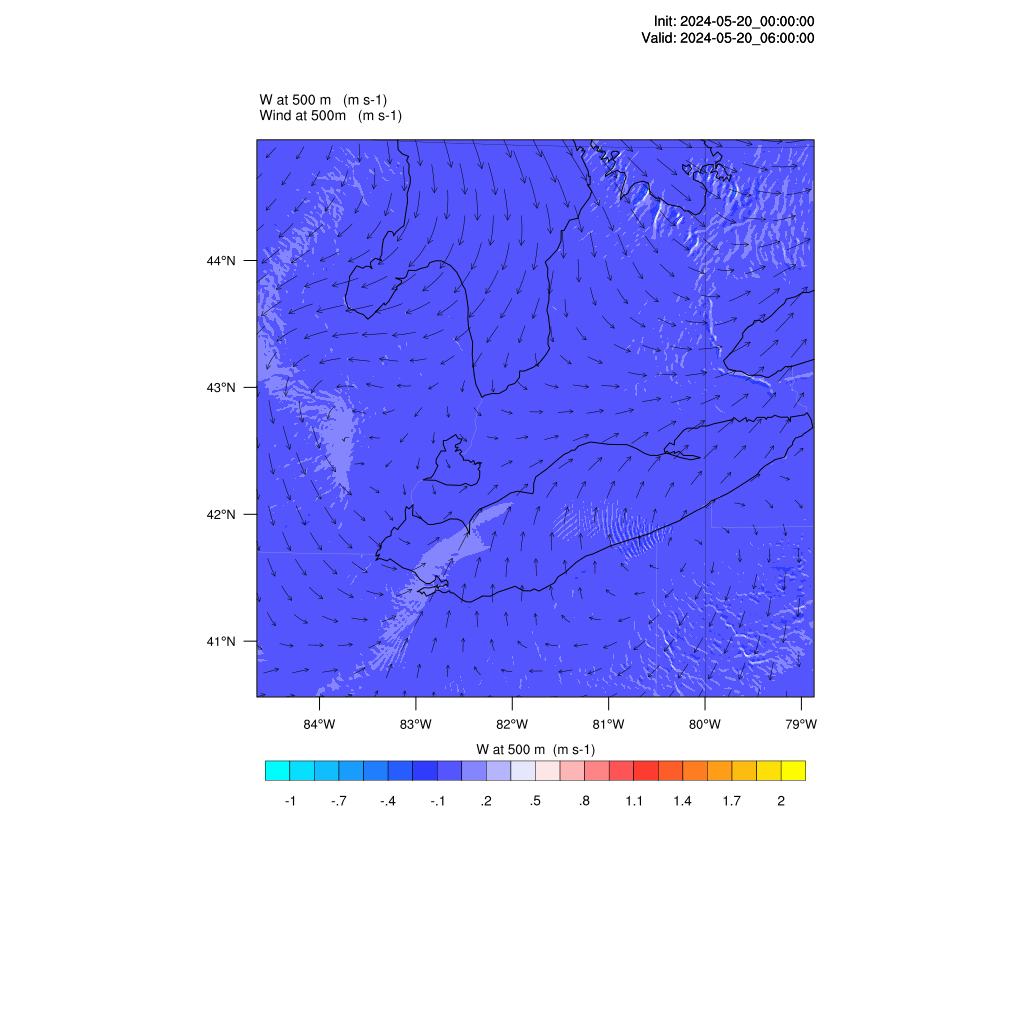 Init: 2024-05-20_00:00:00
Valid: 2024-05-20_06:00:00
W at 500 m (m s-1)
Wind at 500m (m s-1)
44°N
43°N
42°N
41°N
84°W 83°W 82°W 81°W 80°W 79°W
W at 500 m (m s-1)
-1 -.7 -.4 -.1 .2 .5 .8 1.1 1.4 1.7 2